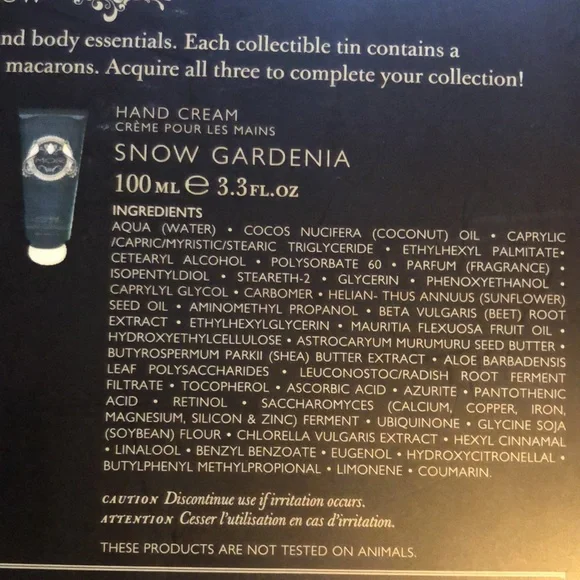 nd body essentials. Each collectible tin contains a
macarons. Acquire all three to complete your collection!
HAND CREAM
CRÈME POUR LES MAINS
SNOW GARDENIA
100 ML ℮ 3.3FL.OZ
INGREDIENTS
AQUA (WATER) • COCOS NUCIFERA (COCONUT) OIL • CAPRYLIC
/CAPRIC/MYRISTIC/STEARIC TRIGLYCERIDE • ETHYLHEXYL PALMITATE•
CETEARYL ALCOHOL • POLYSORBATE 60 • PARFUM (FRAGRANCE) •
ISOPENTYLDIOL • STEARETH-2 • GLYCERIN • PHENOXYETHANOL •
CAPRYLYL GLYCOL • CARBOMER • HELIAN- THUS ANNUUS (SUNFLOWER)
SEED OIL • AMINOMETHYL PROPANOL • BETA VULGARIS (BEET) ROOT
EXTRACT • ETHYLHEXYLGLYCERIN • MAURITIA FLEXUOSA FRUIT OIL •
HYDROXYETHYLCELLULOSE • ASTROCARYUM MURUMURU SEED BUTTER •
BUTYROSPERMUM PARKII (SHEA) BUTTER EXTRACT • ALOE BARBADENSIS
LEAF POLYSACCHARIDES • LEUCONOSTOC/RADISH ROOT FERMENT
FILTRATE • TOCOPHEROL • ASCORBIC ACID • AZURITE • PANTOTHENIC
ACID • RETINOL • SACCHAROMYCES (CALCIUM, COPPER, IRON,
MAGNESIUM, SILICON & ZINC) FERMENT • UBIQUINONE • GLYCINE SOJA
(SOYBEAN) FLOUR • CHLORELLA VULGARIS EXTRACT • HEXYL CINNAMAL
• LINALOOL • BENZYL BENZOATE • EUGENOL • HYDROXYCITRONELLAL •
BUTYLPHENYL METHYLPROPIONAL • LIMONENE • COUMARIN.
CAUTION Discontinue use if irritation occurs.
ATTENTION Cesser l'utilisation en cas d'irritation.
THESE PRODUCTS ARE NOT TESTED ON ANIMALS.